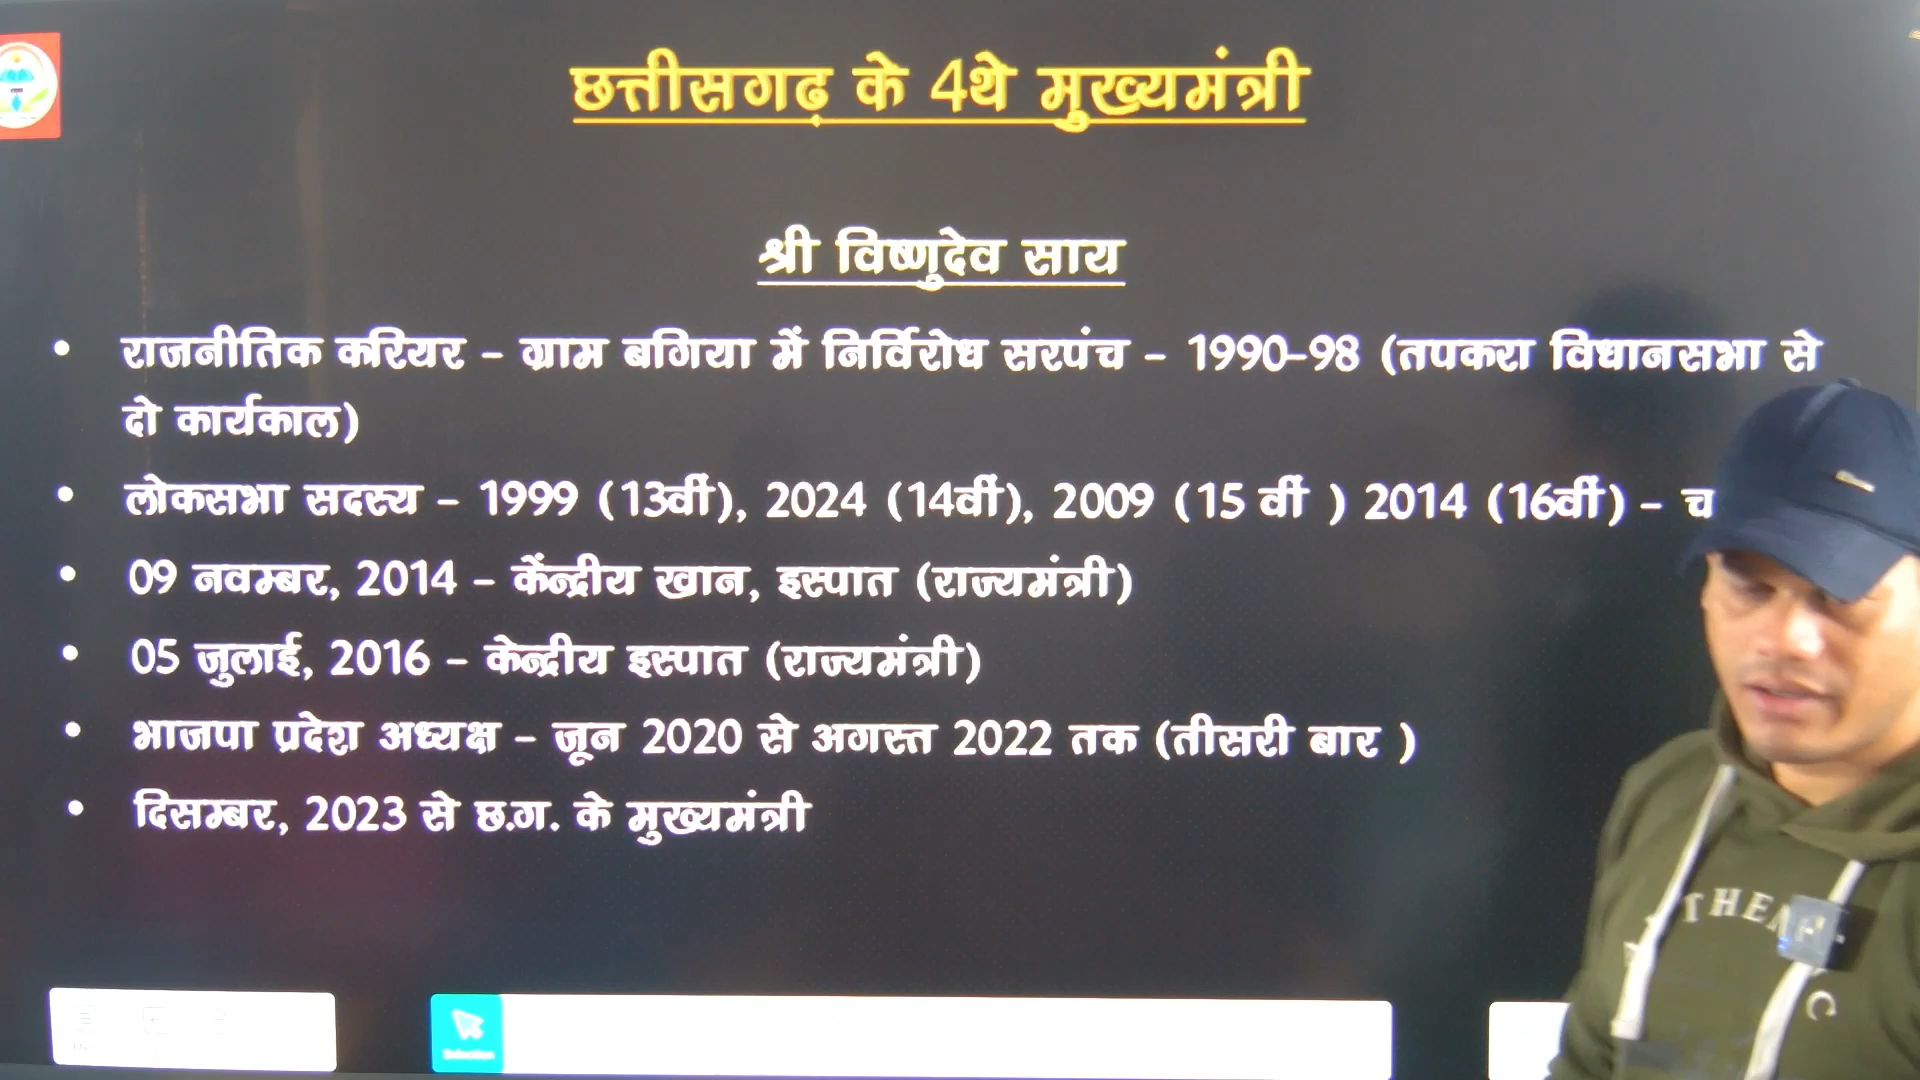 छत्तीसगढ़ के 4थे मुख्यमंत्री
श्री विष्णुदेव साय
• राजनीतिक करियर – ग्राम बगिया में निर्विरोध सरपंच – 1990-98 (तपकरा विधानसभा से
दो कार्यकाल)
• लोकसभा सदस्य – 1999 (13वीं), 2024 (14वीं), 2009 (15 वीं ) 2014 (16वीं) –
• 09 नवम्बर, 2014 – केंन्द्रीय खान, इस्पात (राज्यमंत्री)
• 05 जुलाई, 2016 – केन्द्रीय इस्पात (राज्यमंत्री)
• भाजपा प्रदेश अध्यक्ष – जून 2020 से अगस्त 2022 तक (तीसरी बार )
• दिसम्बर, 2023 से छ.ग. के मुख्यमंत्री
Selection